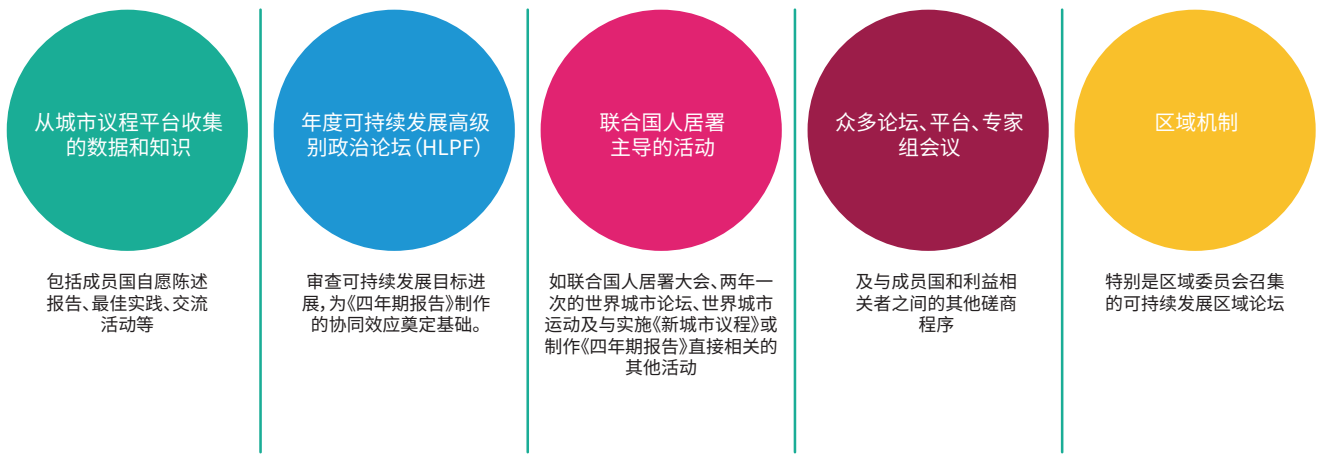 从城市议程平台收集
的数据和知识
包括成员国自愿陈述
报告、最佳实践、交流
活动等
年度可持续发展高级
别政治论坛（HLPF）
审查可持续发展目标进
展，为《四年期报告》制作
的协同效应奠定基础。
联合国人居署
主导的活动
如联合国人居署大会、两年一
次的世界城市论坛、世界城市
运动及与实施《新城市议程》或
制作《四年期报告》直接相关的
其他活动
众多论坛、平台、专家
组会议
及与成员国和利益相
关者之间的其他磋商
程序
区域机制
特别是区域委员会召集
的可持续发展区域论坛